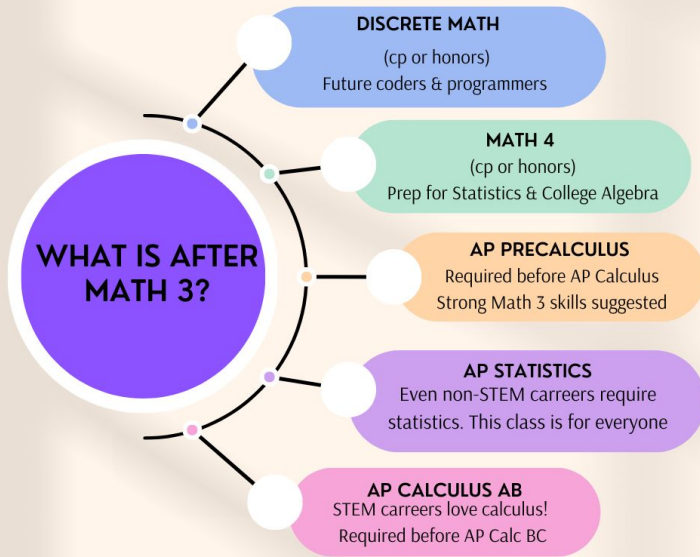 WHAT IS AFTER
MATH 3?
DISCRETE MATH
(cp or honors)
Future coders & programmers
MATH 4
(cp or honors)
Prep for Statistics & College Algebra
AP PRECALCULUS
Required before AP Calculus
Strong Math 3 skills suggested
AP STATISTICS
Even non-STEM carreers require
statistics. This class is for everyone
AP CALCULUS AB
STEM carreers love calculus!
Required before AP Calc BC